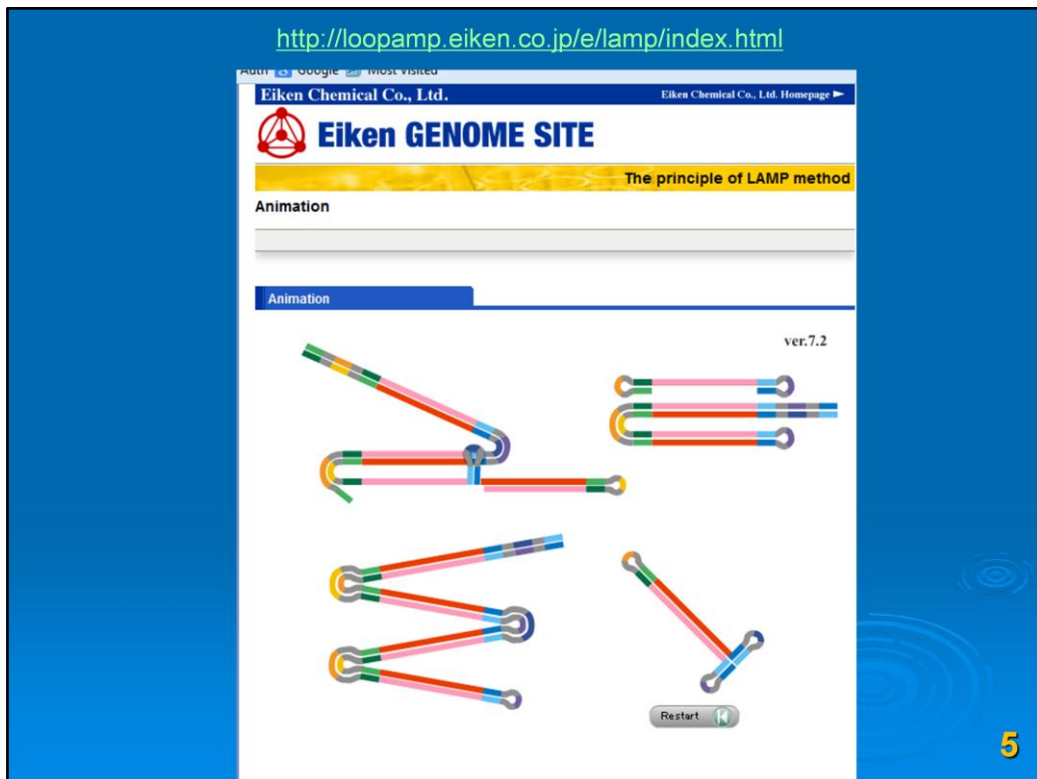 http://loopamp.eiken.co.jp/e/lamp/index.html
Auth Google Most Visited
Eiken Chemical Co., Ltd. Eiken Chemical Co., Ltd. Homepage
Eiken GENOME SITE
The principle of LAMP method
Animation
Animation
ver.7.2
Restart
5